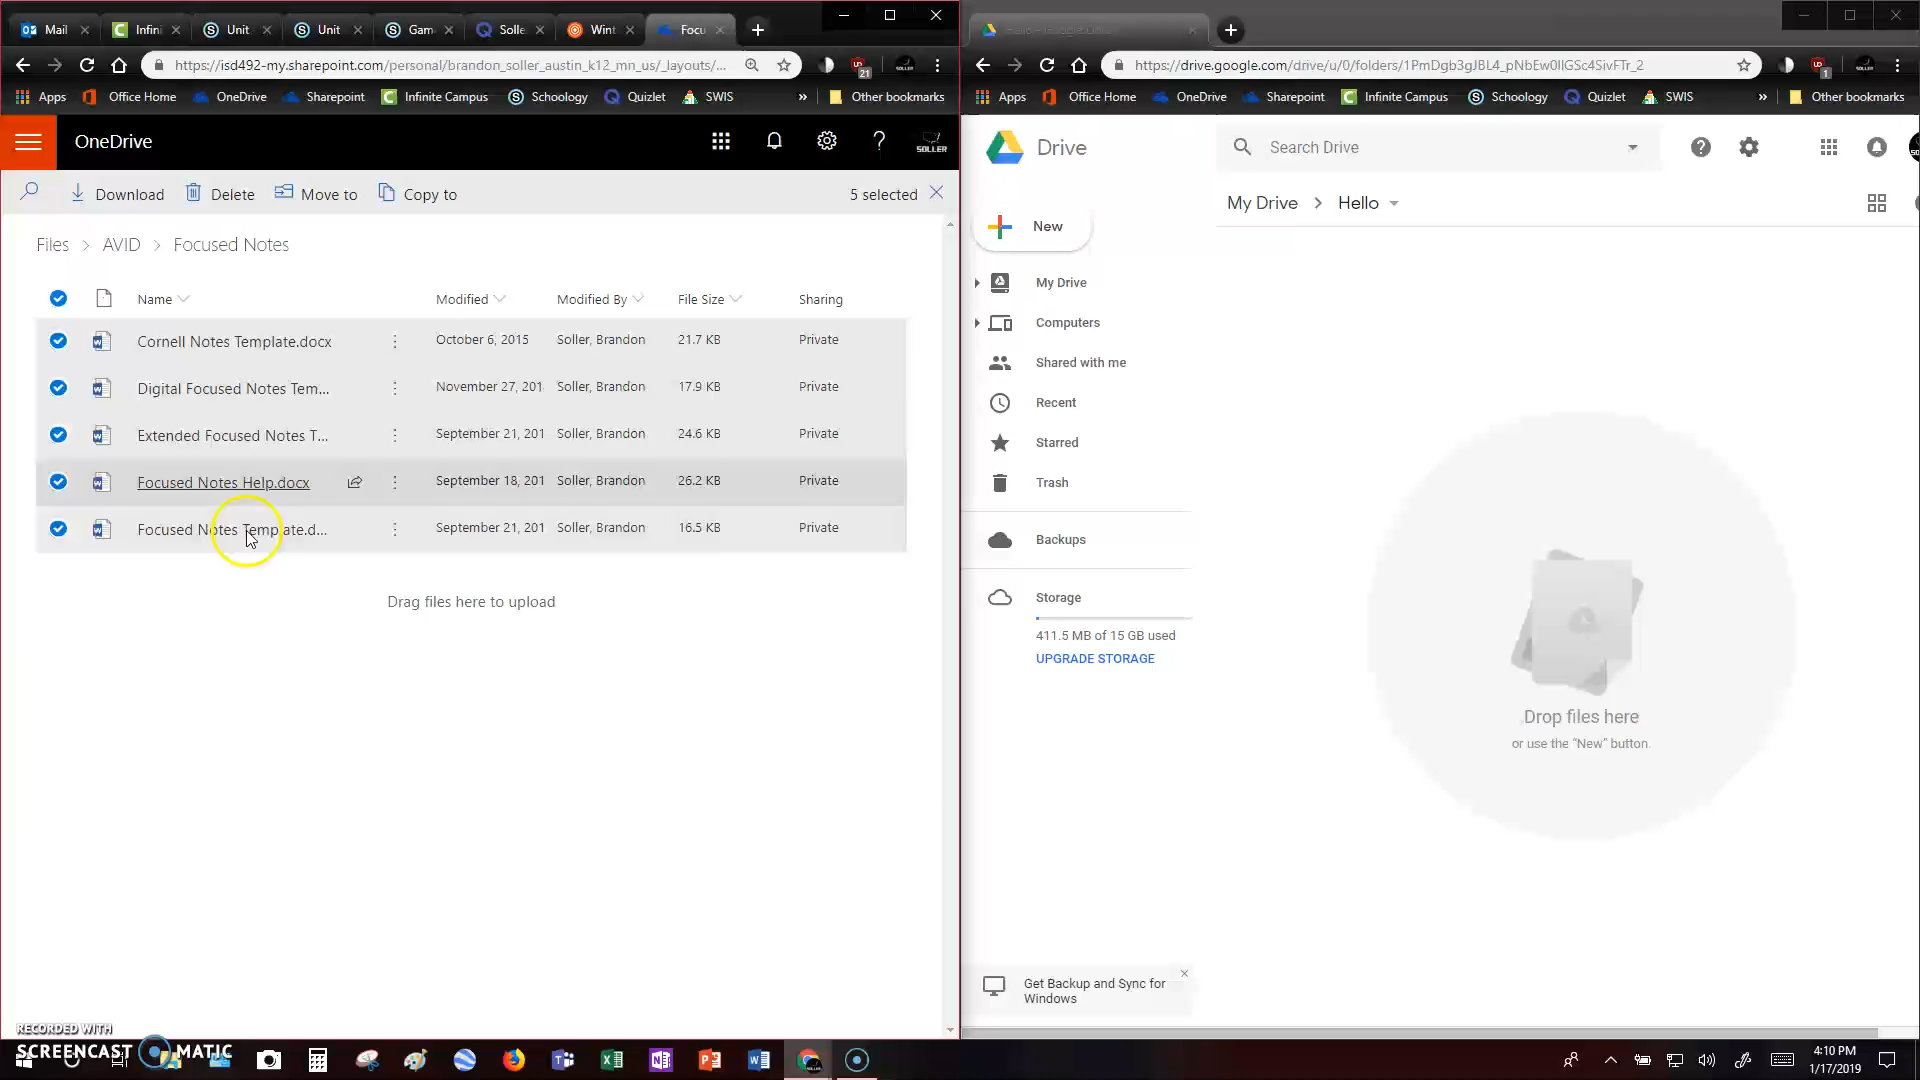 Mail
Infini
Unit
Unit
Gam
Solle
Wint
Focu
https://isd492-my.sharepoint.com/personal/brandon_soller_austin_k12_mn_us/_layouts/...
21
Apps
Office Home
OneDrive
Sharepoint
Infinite Campus
Schoology
Quizlet
SWIS
»
Other bookmarks
OneDrive
SOLLER
Download
Delete
Move to
Copy to
5 selected
Files > AVID > Focused Notes
Name
Modified
Modified By
File Size
Sharing
Cornell Notes Template.docx
October 6, 2015
Soller, Brandon
21.7 KB
Private
Digital Focused Notes Tem...
November 27, 201
Soller, Brandon
17.9 KB
Private
Extended Focused Notes T...
September 21, 201
Soller, Brandon
24.6 KB
Private
Focused Notes Help.docx
September 18, 201
Soller, Brandon
26.2 KB
Private
Focused Notes Template.d...
September 21, 201
Soller, Brandon
16.5 KB
Private
Drag files here to upload
https://drive.google.com/drive/u/0/folders/1PmDgb3gJBL4_pNbEw0IlGSc4SivFTr_2
1
Apps
Office Home
OneDrive
Sharepoint
Infinite Campus
Schoology
Quizlet
SWIS
»
Other bookmarks
Drive
Search Drive
New
My Drive > Hello
My Drive
Computers
Shared with me
Recent
Starred
Trash
Backups
Storage
411.5 MB of 15 GB used
UPGRADE STORAGE
Drop files here
or use the “New” button.
Get Backup and Sync for
Windows
RECORDED WITH
SCREENCAST MATIC
4:10 PM
1/17/2019